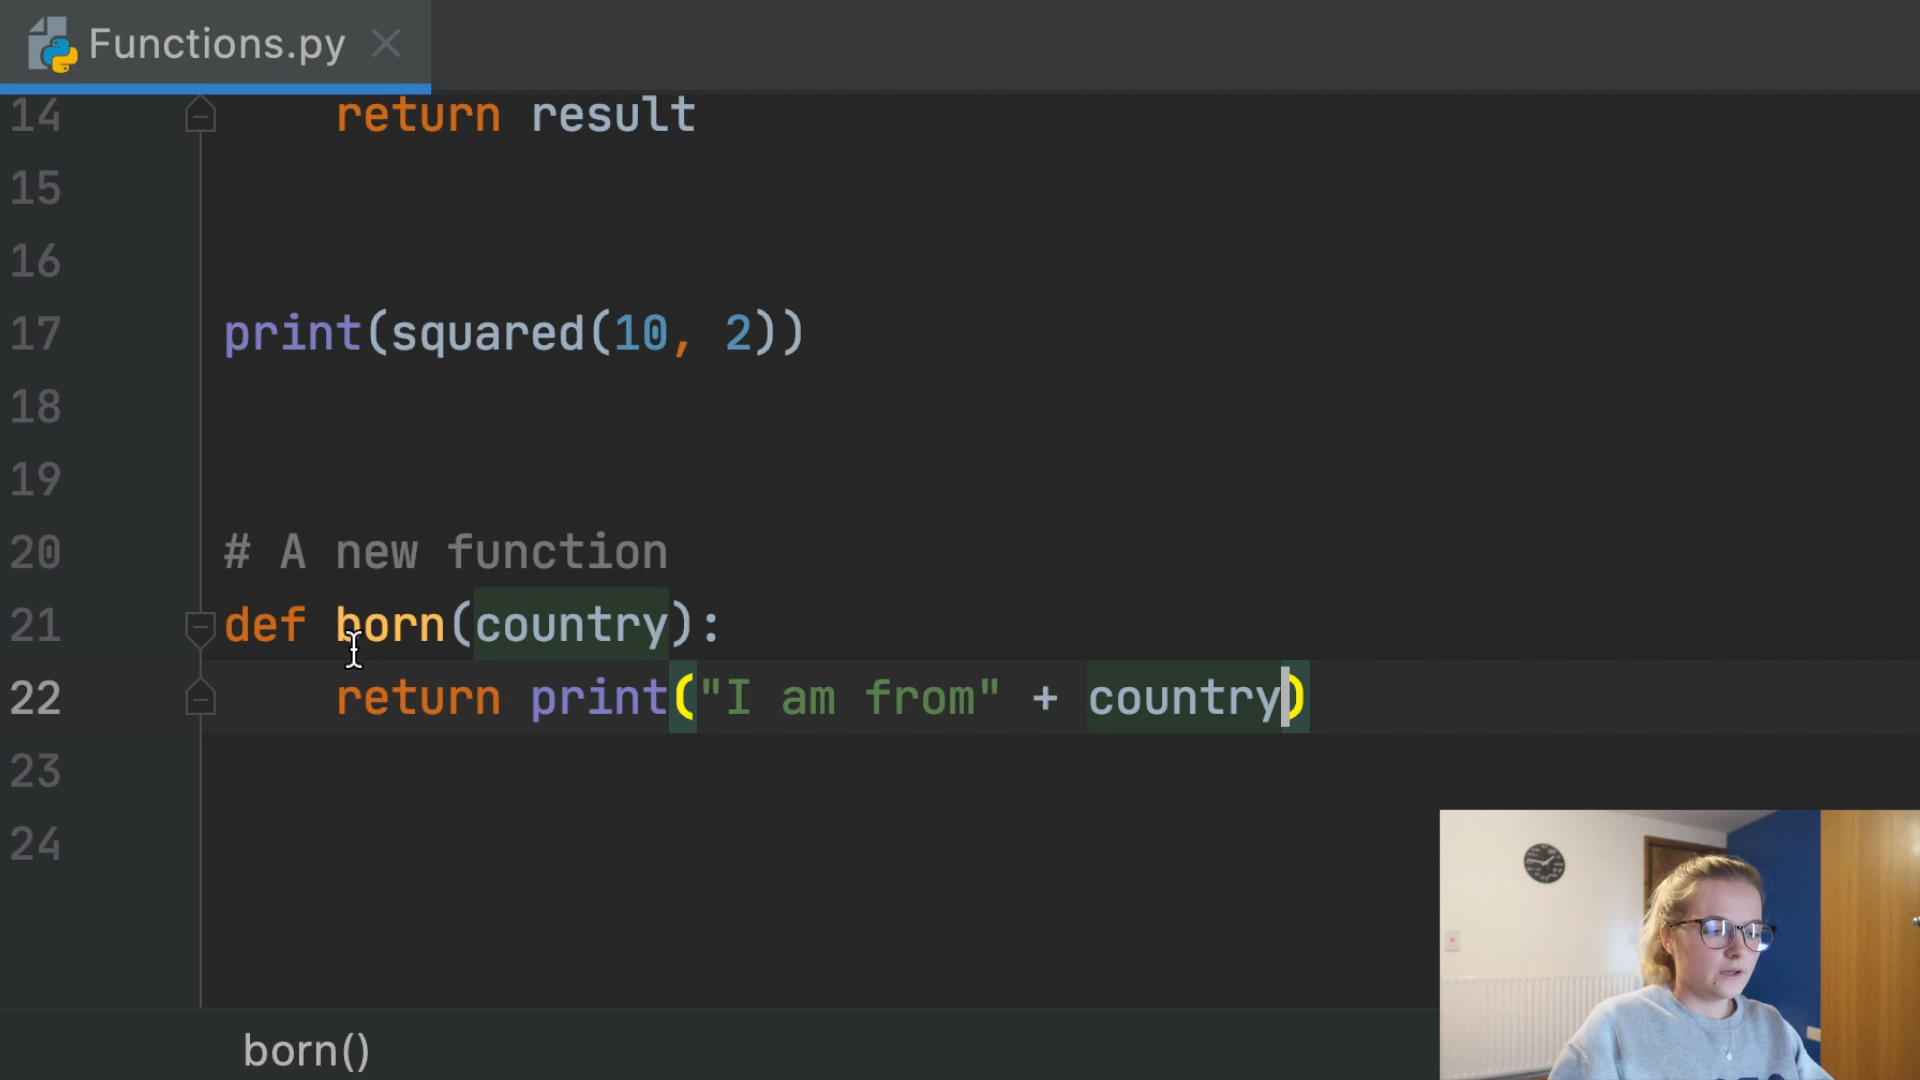 Functions.py
14 return result
15
16
17 print(squared(10, 2))
18
19
20 # A new function
21 def born(country):
22 return print("I am from" + country)
23
24
born()